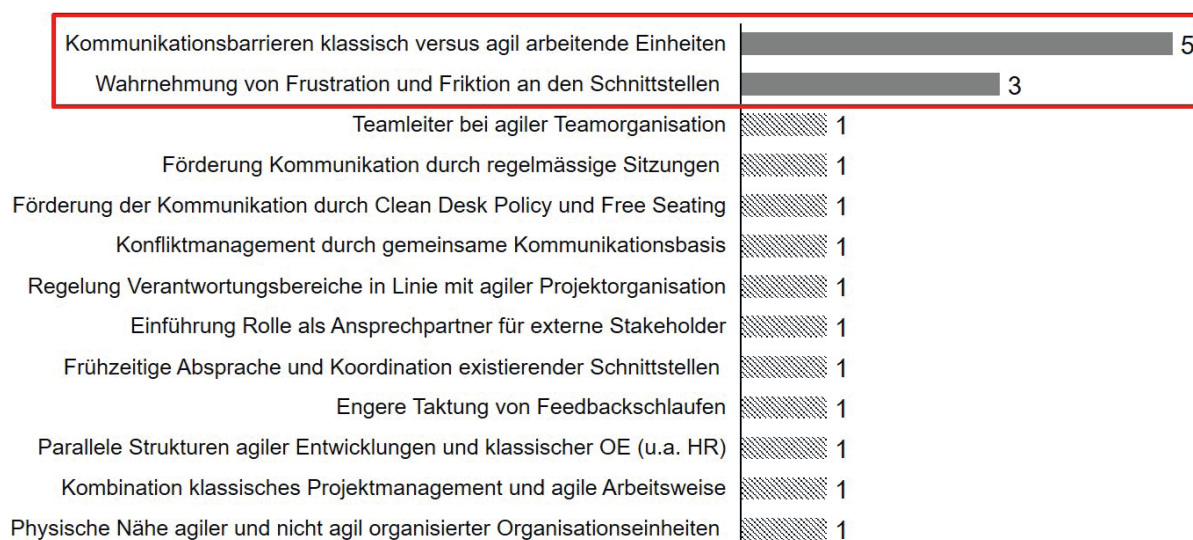 Kommunikationsbarrieren klassisch versus agil arbeitende Einheiten 5
Wahrnehmung von Frustration und Friktion an den Schnittstellen 3
Teamleiter bei agiler Teamorganisation 1
Förderung Kommunikation durch regelmässige Sitzungen 1
Förderung der Kommunikation durch Clean Desk Policy und Free Seating 1
Konfliktmanagement durch gemeinsame Kommunikationsbasis 1
Regelung Verantwortungsbereiche in Linie mit agiler Projektorganisation 1
Einführung Rolle als Ansprechpartner für externe Stakeholder 1
Frühzeitige Absprache und Koordination existierender Schnittstellen 1
Engere Taktung von Feedbackschlaufen 1
Parallele Strukturen agiler Entwicklungen und klassischer OE (u.a. HR) 1
Kombination klassisches Projektmanagement und agile Arbeitsweise 1
Physische Nähe agiler und nicht agil organisierter Organisationseinheiten 1